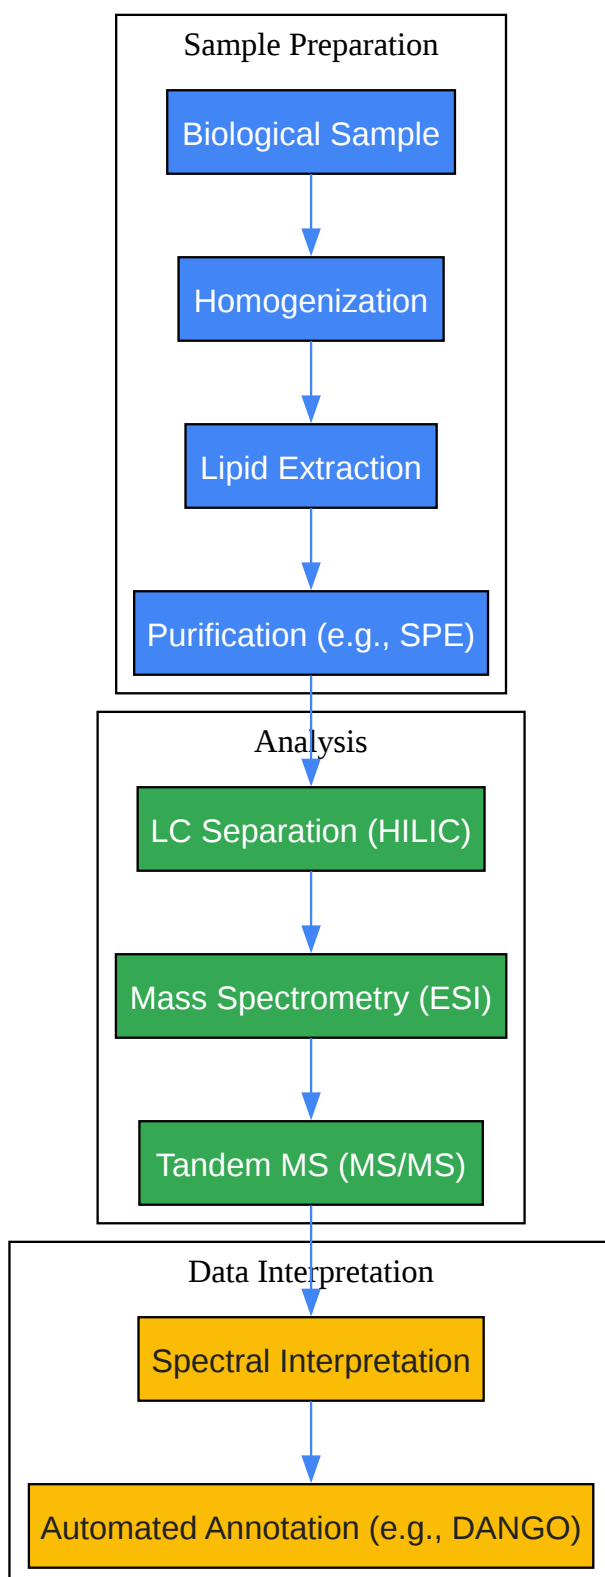 Sample Preparation
Biological Sample
Homogenization
Lipid Extraction
Purification (e.g., SPE)
Analysis
LC Separation (HILIC)
Mass Spectrometry (ESI)
Tandem MS (MS/MS)
Data Interpretation
Spectral Interpretation
Automated Annotation (e.g., DANGO)